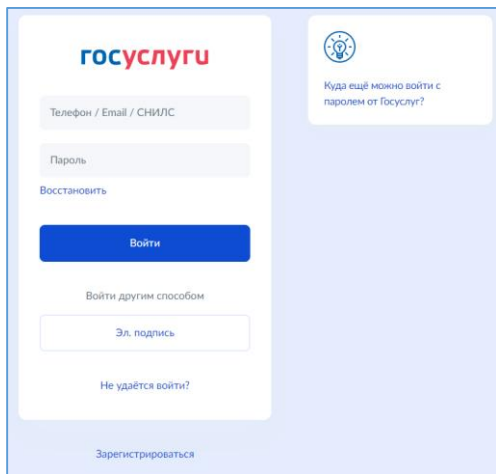 госуслуги
Телефон / Email / СНИЛС
Пароль
Восстановить
Войти
Войти другим способом
Эл. подпись
Не удаётся войти?
Зарегистрироваться
Куда ещё можно войти с
паролем от Госуслуг?